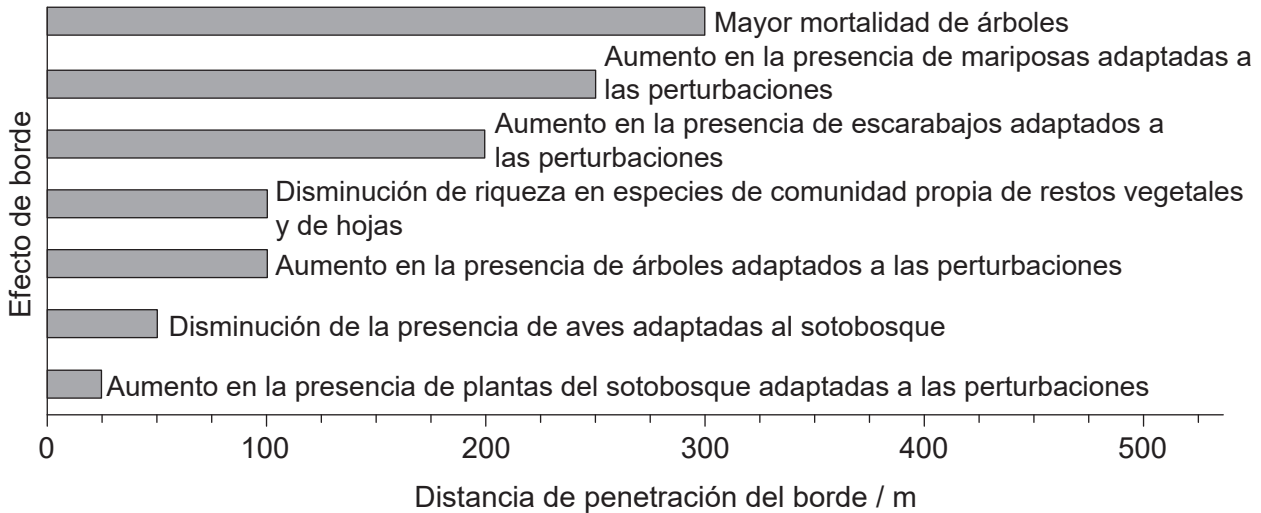 Mayor mortalidad de árboles
Aumento en la presencia de mariposas adaptadas a
las perturbaciones
Aumento en la presencia de escarabajos adaptados a
las perturbaciones
Disminución de riqueza en especies de comunidad propia de restos vegetales
y de hojas
Aumento en la presencia de árboles adaptados a las perturbaciones
Disminución de la presencia de aves adaptadas al sotobosque
Aumento en la presencia de plantas del sotobosque adaptadas a las perturbaciones
Efecto de borde
0 100 200 300 400 500
Distancia de penetración del borde / m